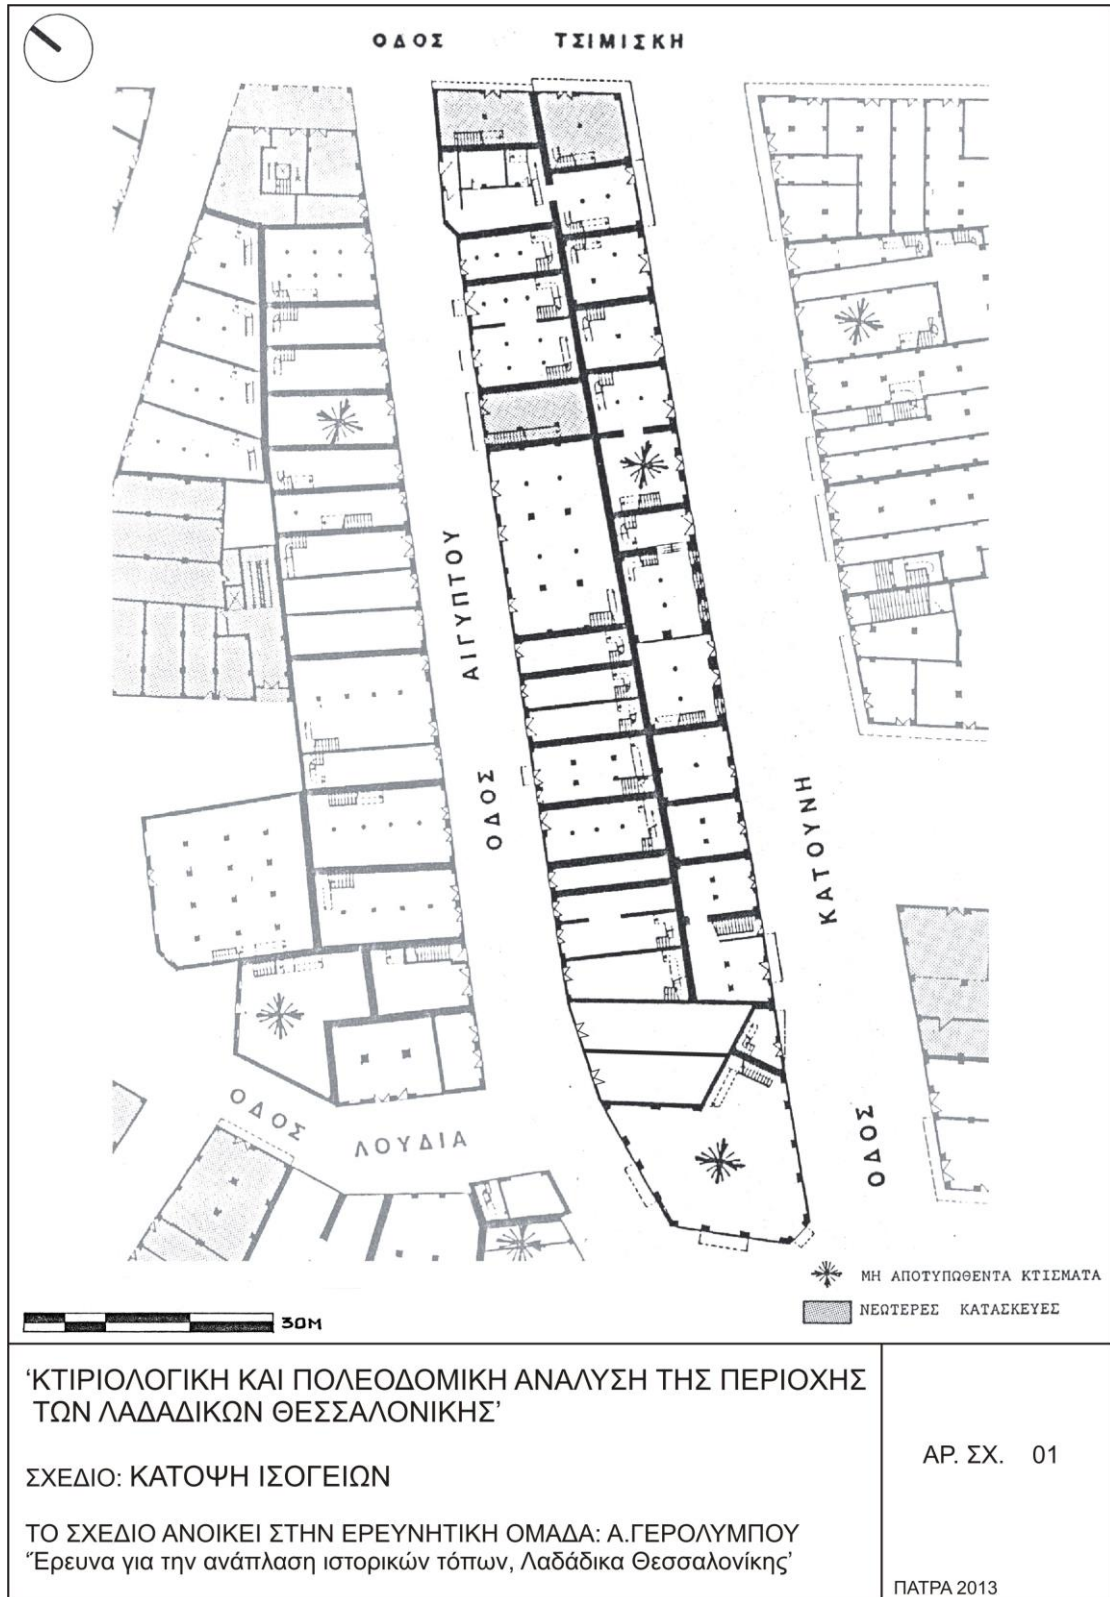 ΟΔΟΣ ΤΣΙΜΙΣΚΗ
ΟΔΟΣ ΑΙΓΥΠΤΟΥ
ΟΔΟΣ ΚΑΤΟΥΝΗ
ΟΔΟΣ ΛΟΥΔΙΑ
ΜΗ ΑΠΟΤΥΠΩΘΕΝΤΑ ΚΤΙΣΜΑΤΑ
ΝΕΩΤΕΡΕΣ ΚΑΤΑΣΚΕΥΕΣ
30M
‘ΚΤΙΡΙΟΛΟΓΙΚΗ ΚΑΙ ΠΟΛΕΟΔΟΜΙΚΗ ΑΝΑΛΥΣΗ ΤΗΣ ΠΕΡΙΟΧΗΣ
ΤΩΝ ΛΑΔΑΔΙΚΩΝ ΘΕΣΣΑΛΟΝΙΚΗΣ’
ΣΧΕΔΙΟ: ΚΑΤΟΨΗ ΙΣΟΓΕΙΩΝ
ΤΟ ΣΧΕΔΙΟ ΑΝΟΙΚΕΙ ΣΤΗΝ ΕΡΕΥΝΗΤΙΚΗ ΟΜΑΔΑ: Α.ΓΕΡΟΛΥΜΠΟΥ
‘Έρευνα για την ανάπλαση ιστορικών τόπων, Λαδάδικα Θεσσαλονίκης’
ΑΡ. ΣΧ. 01
ΠΑΤΡΑ 2013